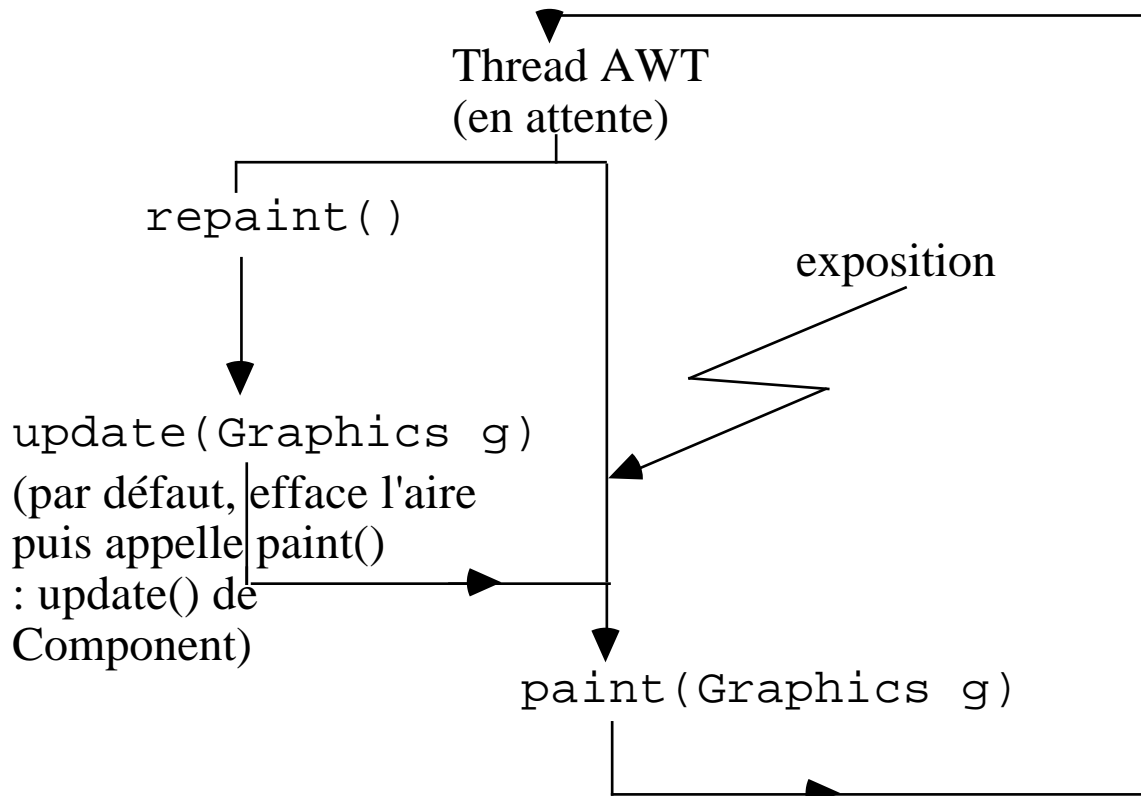 Thread AWT
(en attente)
repaint()
exposition
update(Graphics g)
(par défaut, efface l'aire
puis appelle paint()
: update() de
Component)
paint(Graphics g)